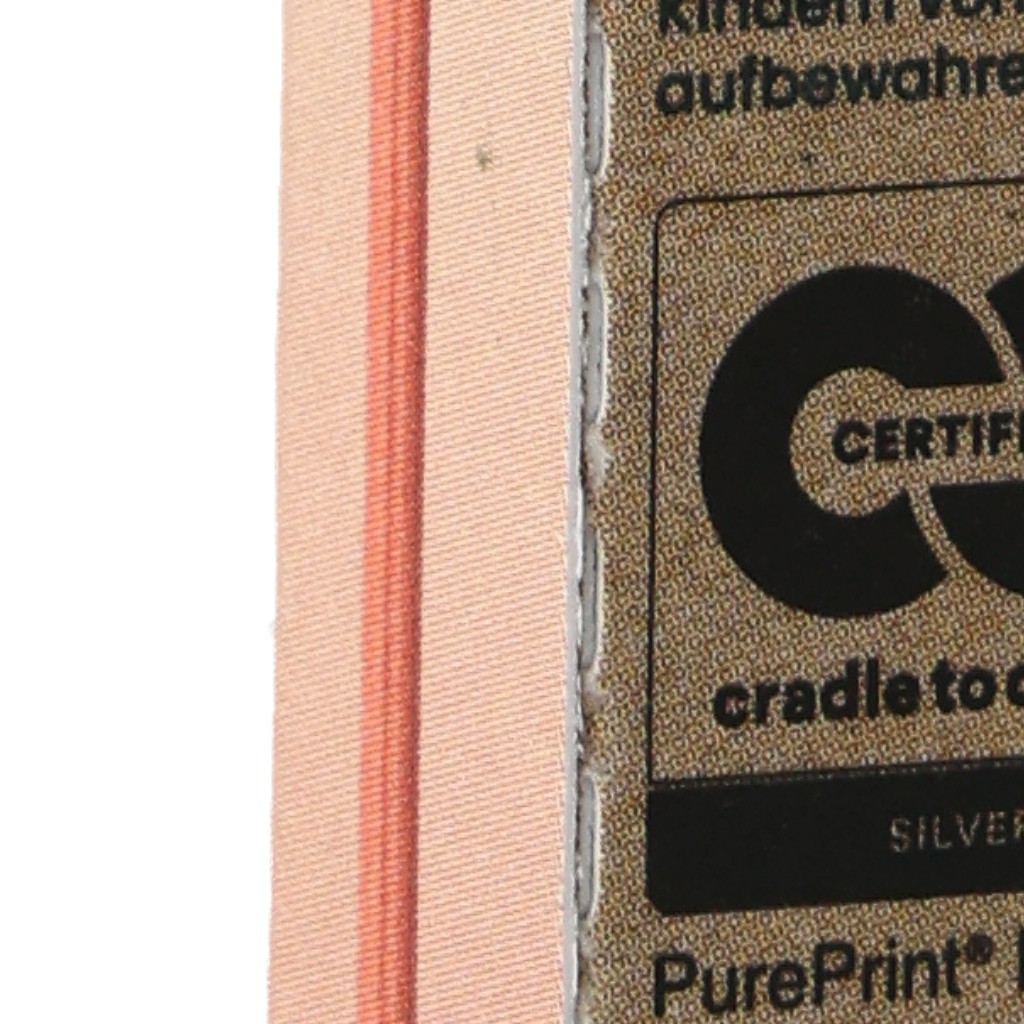 aufbewahre
CERTIF
cradle to c
SILVER
PurePrint®